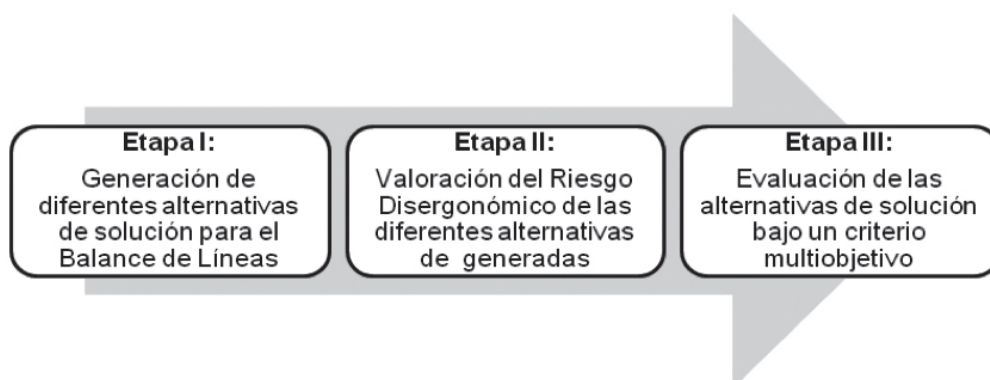 Etapa I:
Generación de
diferentes alternativas
de solución para el
Balance de Líneas
Etapa II:
Valoración del Riesgo
Disergonómico de las
diferentes alternativas
de generadas
Etapa III:
Evaluación de las
alternativas de solución
bajo un criterio
multiobjetivo